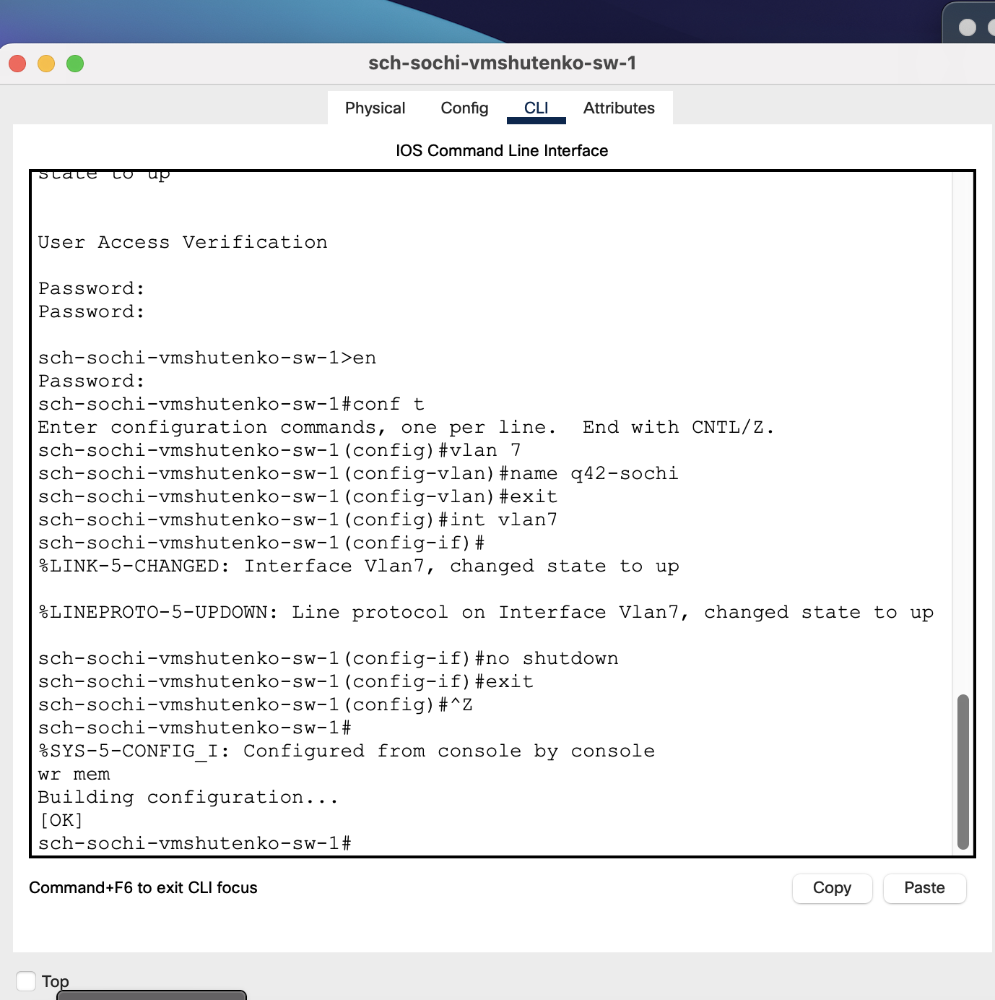 sch-sochi-vmshutenko-sw-1
Physical
Config
CLI
Attributes
IOS Command Line Interface
state to up
User Access Verification
Password:
Password:
sch-sochi-vmshutenko-sw-1>en
Password:
sch-sochi-vmshutenko-sw-1#conf t
Enter configuration commands, one per line.  End with CNTL/Z.
sch-sochi-vmshutenko-sw-1(config)#vlan 7
sch-sochi-vmshutenko-sw-1(config-vlan)#name q42-sochi
sch-sochi-vmshutenko-sw-1(config-vlan)#exit
sch-sochi-vmshutenko-sw-1(config)#int vlan7
sch-sochi-vmshutenko-sw-1(config-if)#
%LINK-5-CHANGED: Interface Vlan7, changed state to up
%LINEPROTO-5-UPDOWN: Line protocol on Interface Vlan7, changed state to up
sch-sochi-vmshutenko-sw-1(config-if)#no shutdown
sch-sochi-vmshutenko-sw-1(config-if)#exit
sch-sochi-vmshutenko-sw-1(config)#^Z
sch-sochi-vmshutenko-sw-1#
%SYS-5-CONFIG_I: Configured from console by console
wr mem
Building configuration...
[OK]
sch-sochi-vmshutenko-sw-1#
Command+F6 to exit CLI focus
Copy
Paste
Top